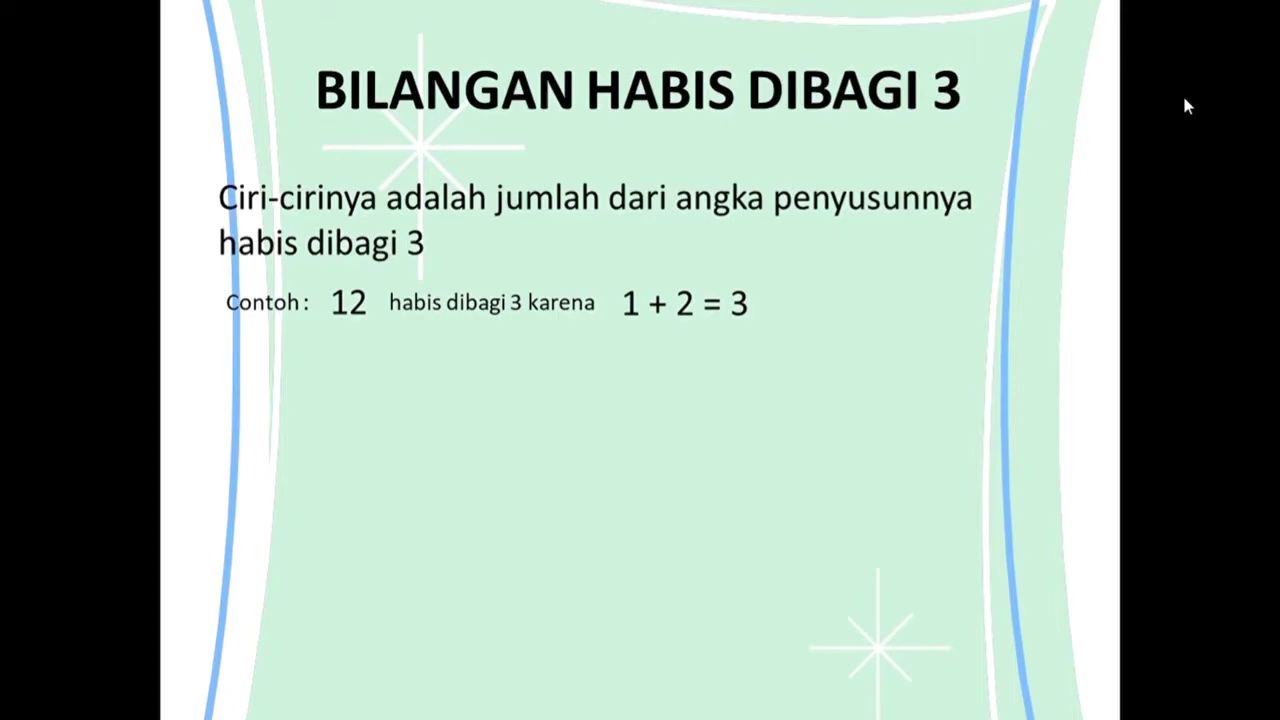 BILANGAN HABIS DIBAGI 3
Ciri-cirinya adalah jumlah dari angka penyusunnya
habis dibagi 3
Contoh : 12 habis dibagi 3 karena 1 + 2 = 3